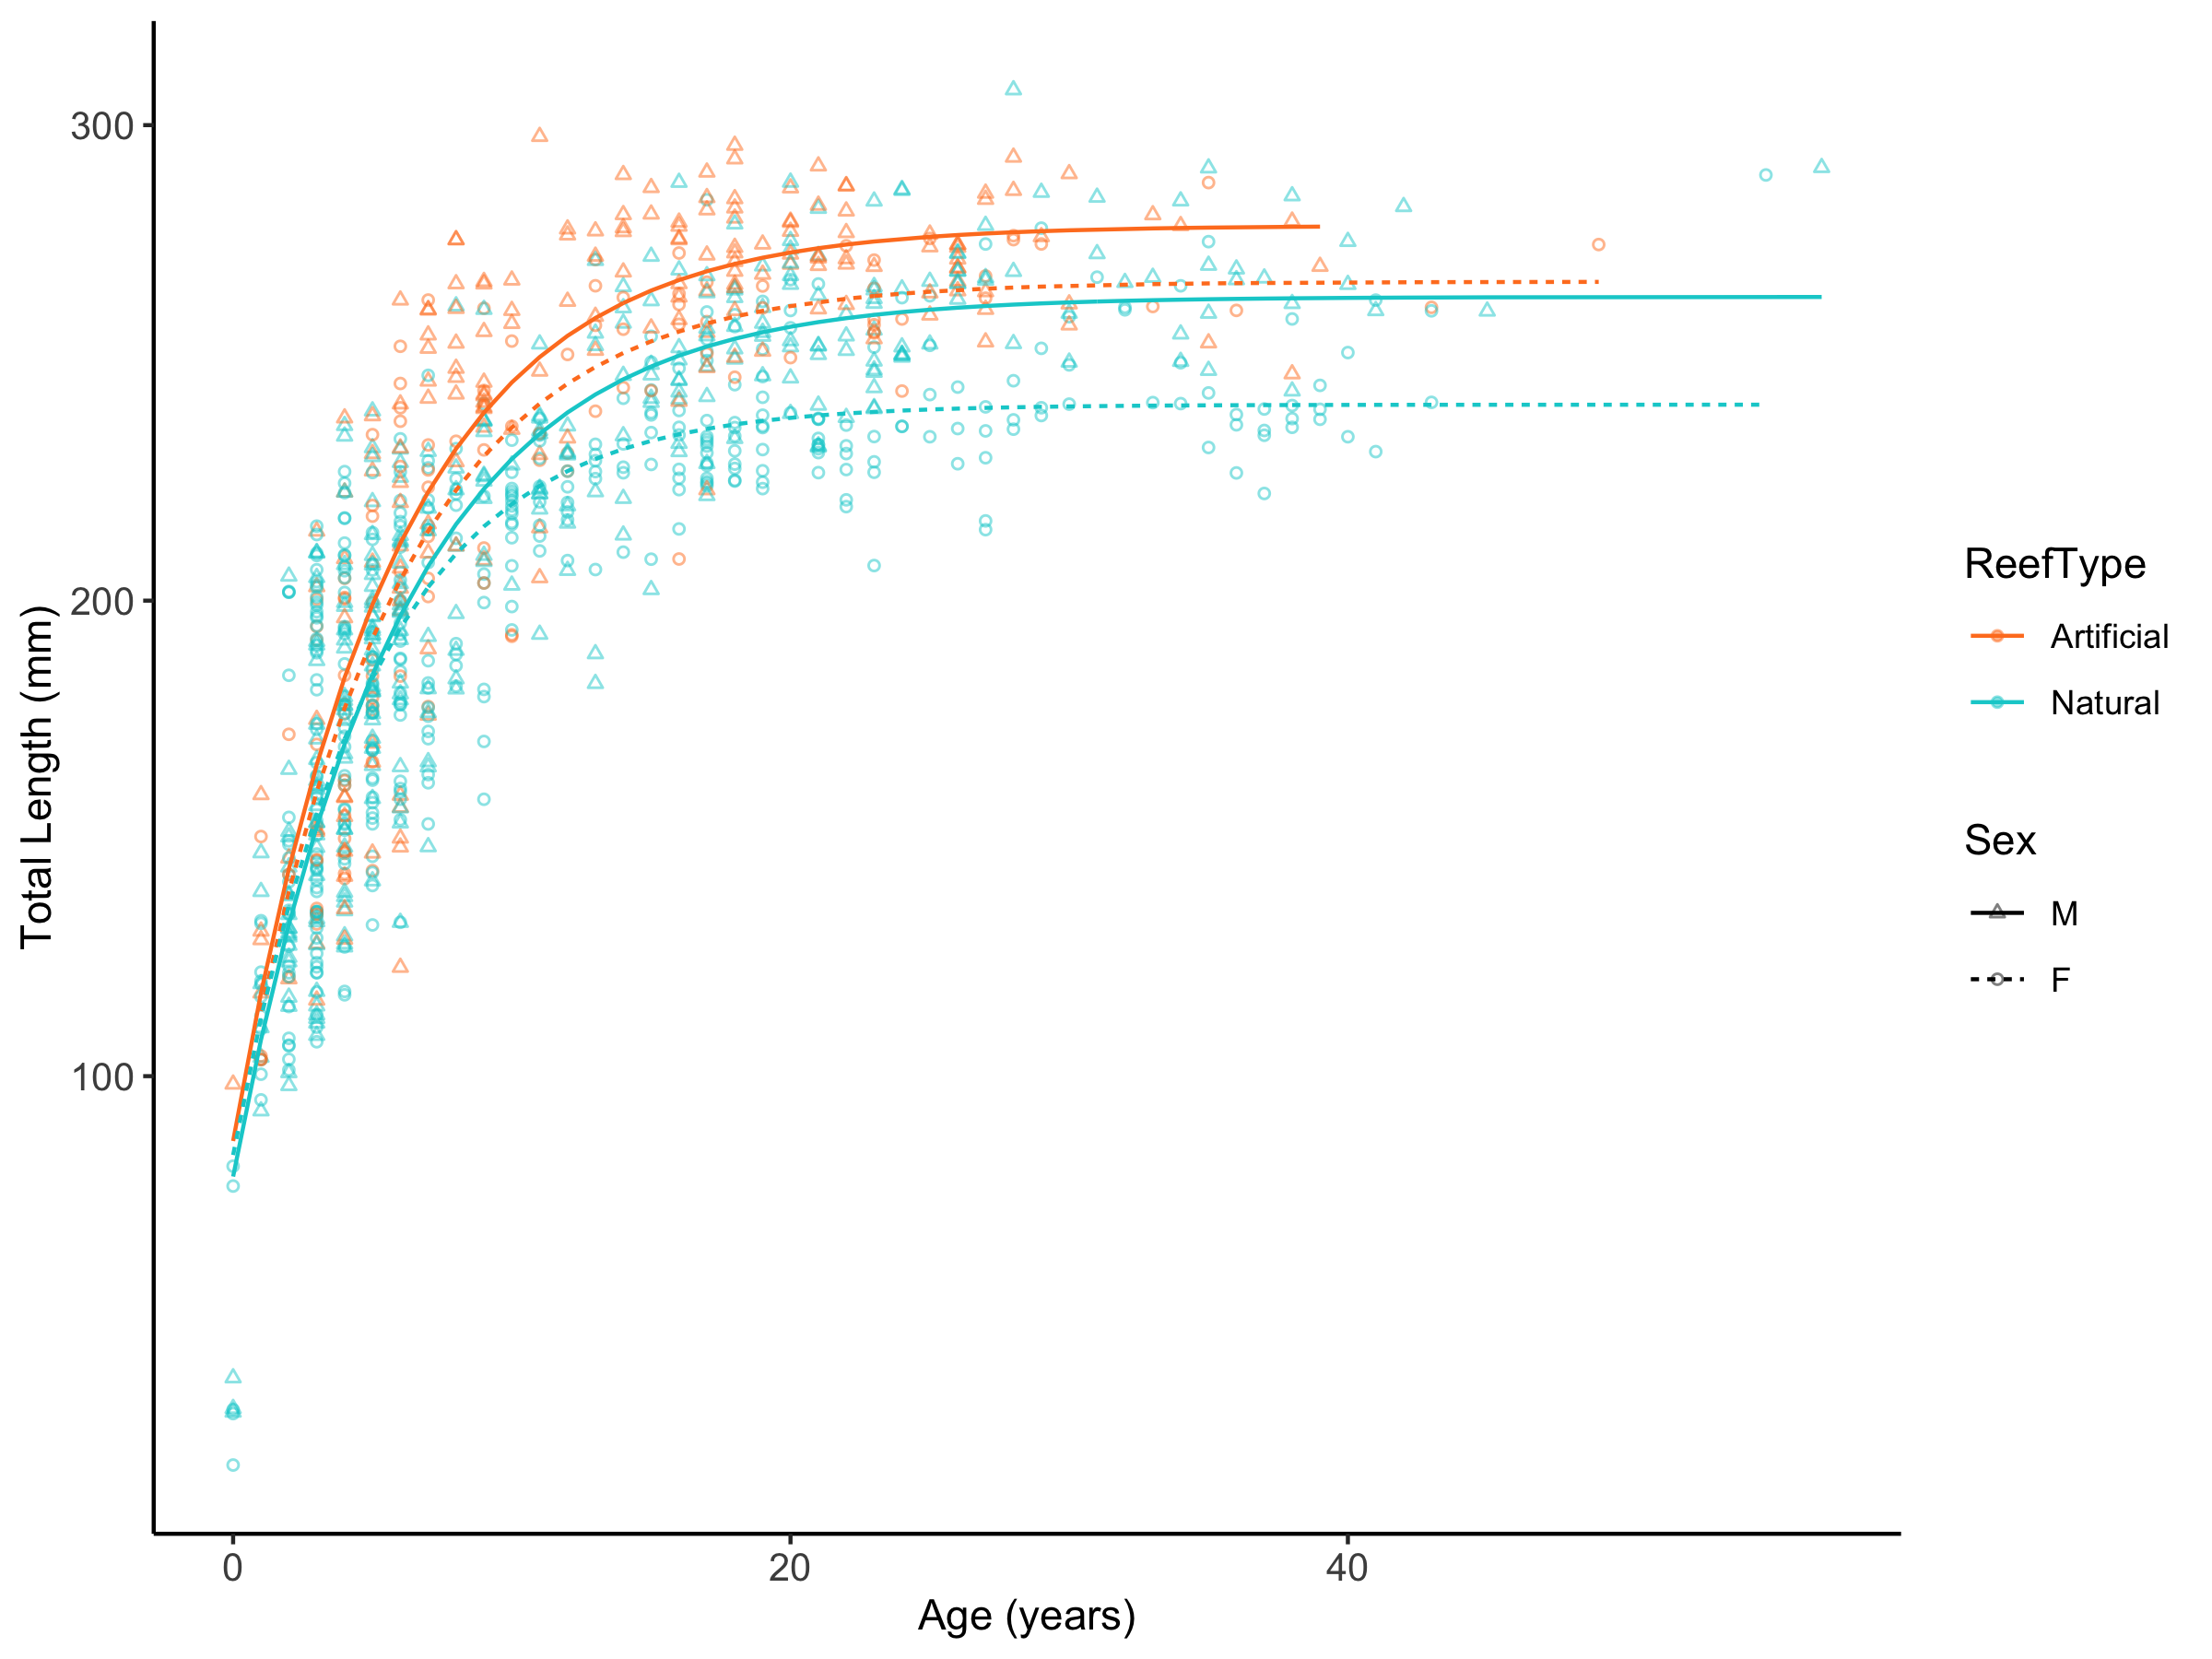 300
200
100
Total Length (mm)
0 20 40
Age (years)
ReefType
Artificial
Natural
Sex
M
F